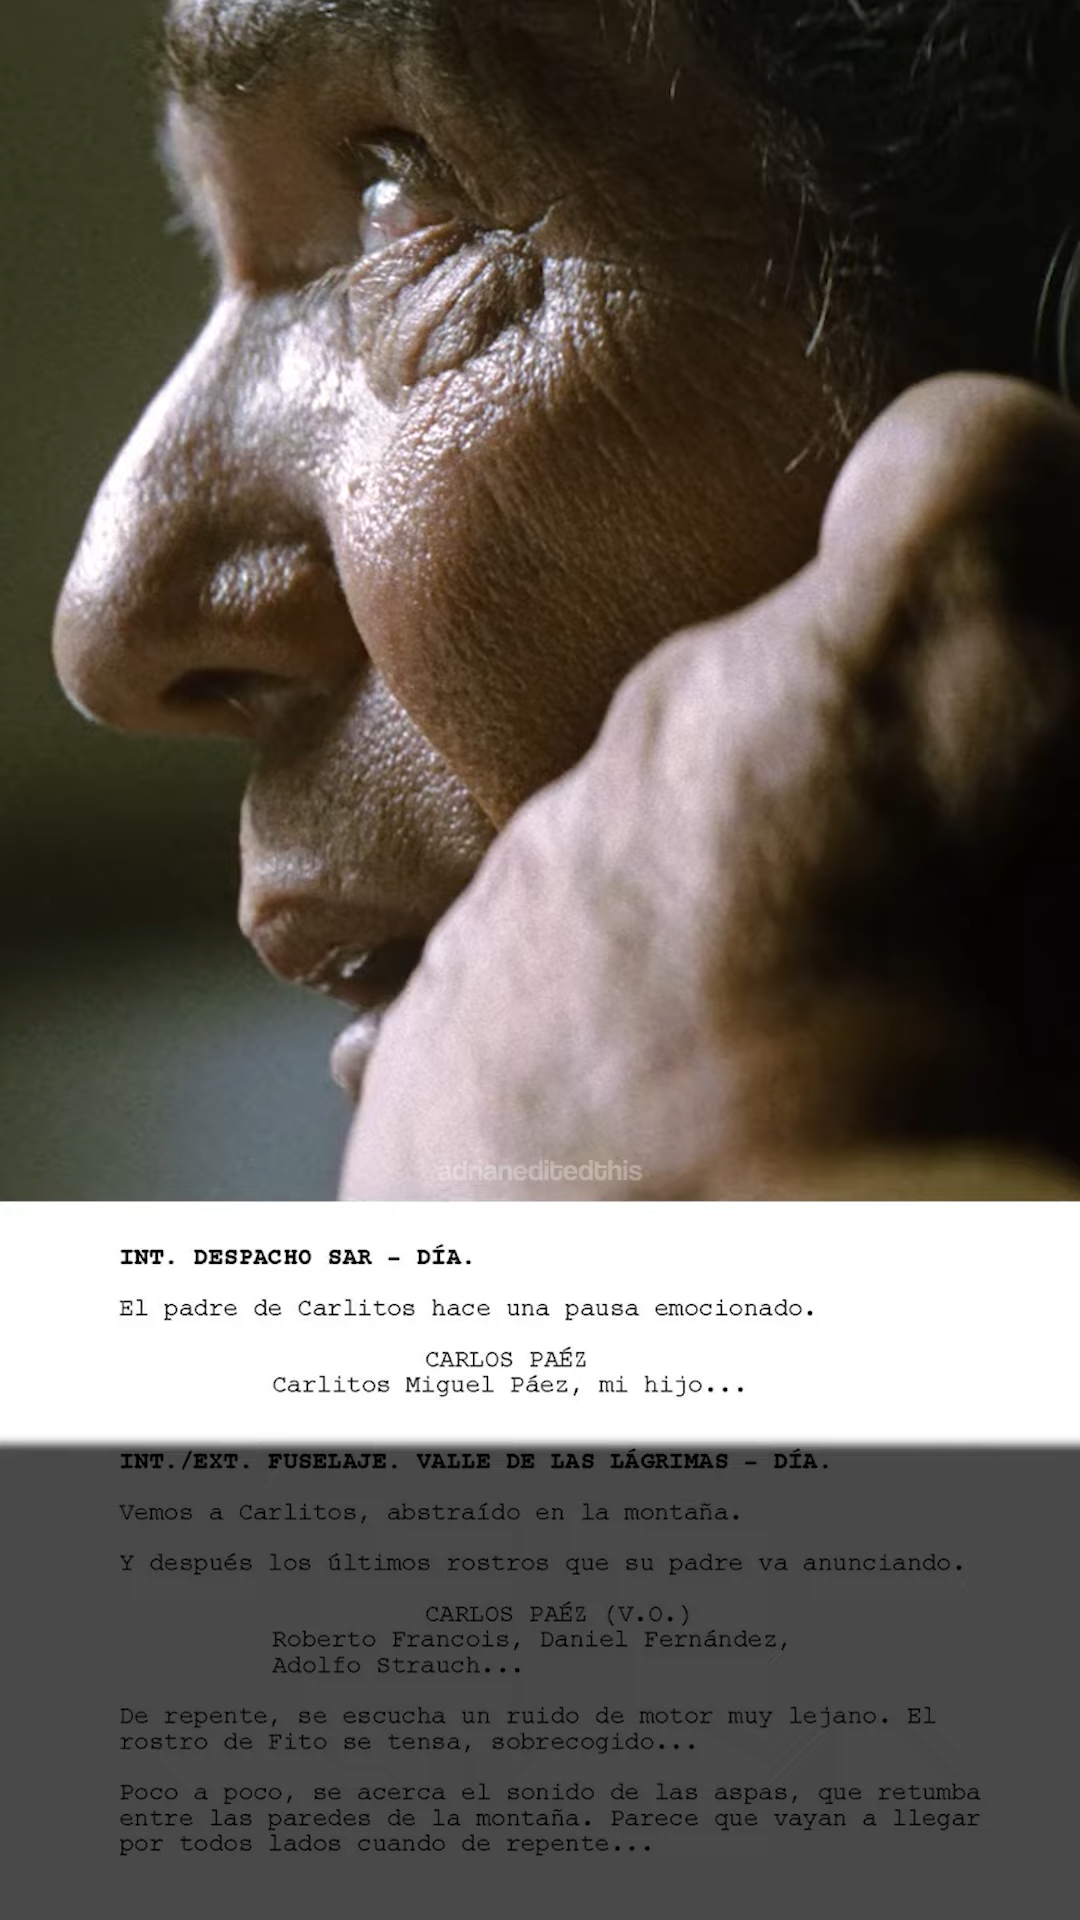 adrianeditedthis
INT. DESPACHO SAR – DÍA.
El padre de Carlitos hace una pausa emocionado.
CARLOS PAÉZ
Carlitos Miguel Páez, mi hijo...
INT./EXT. FUSELAJE. VALLE DE LAS LÁGRIMAS – DÍA.
Vemos a Carlitos, abstraído en la montaña.
Y después los últimos rostros que su padre va anunciando.
CARLOS PAÉZ (V.O.)
Roberto Francois, Daniel Fernández,
Adolfo Strauch...
De repente, se escucha un ruido de motor muy lejano. El
rostro de Fito se tensa, sobrecogido...
Poco a poco, se acerca el sonido de las aspas, que retumba
entre las paredes de la montaña. Parece que vayan a llegar
por todos lados cuando de repente...